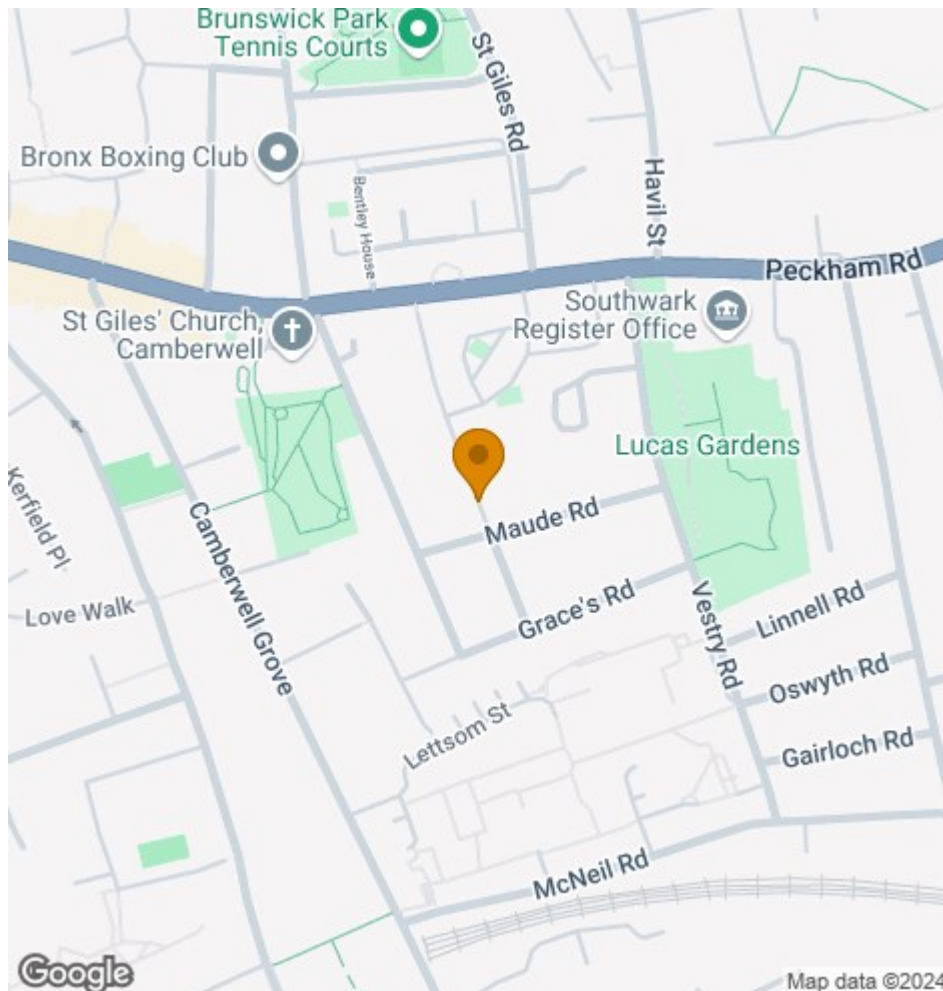 Brunswick Park
Tennis Courts
St Giles Rd
Bronx Boxing Club
Bentley House
Havil St
Peckham Rd
Southwark
Register Office
St Giles' Church,
Camberwell
Lucas Gardens
Kerfield Pl
Maude Rd
Camberwell Grove
Love Walk
Grace's Rd
Vestry Rd
Linnell Rd
Oswyth Rd
Lettsom St
Gairloch Rd
McNeil Rd
Google
Map data ©2024